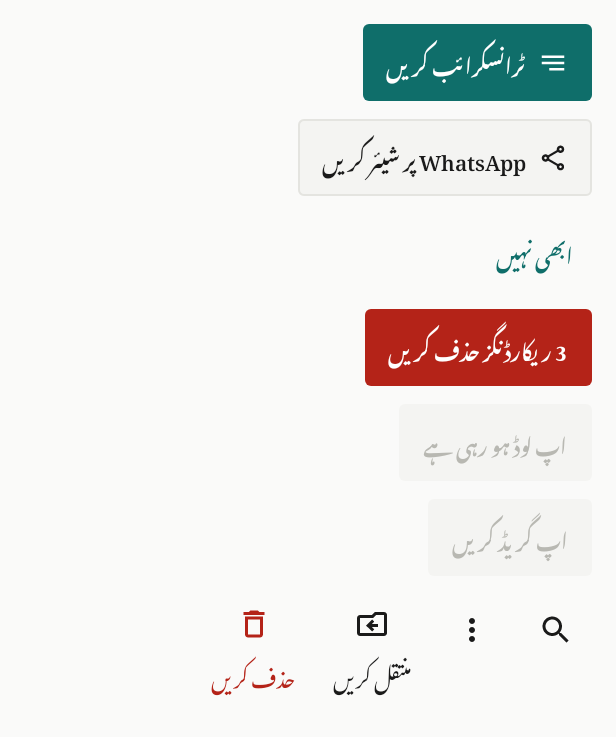 ٹرانسکرائب کریں
WhatsApp پر شیئر کریں
ابھی نہیں
3 ریکارڈنگز حذف کریں
اپ لوڈ ہو رہی ہے
اپ گریڈ کریں
منتقل کریں
حذف کریں